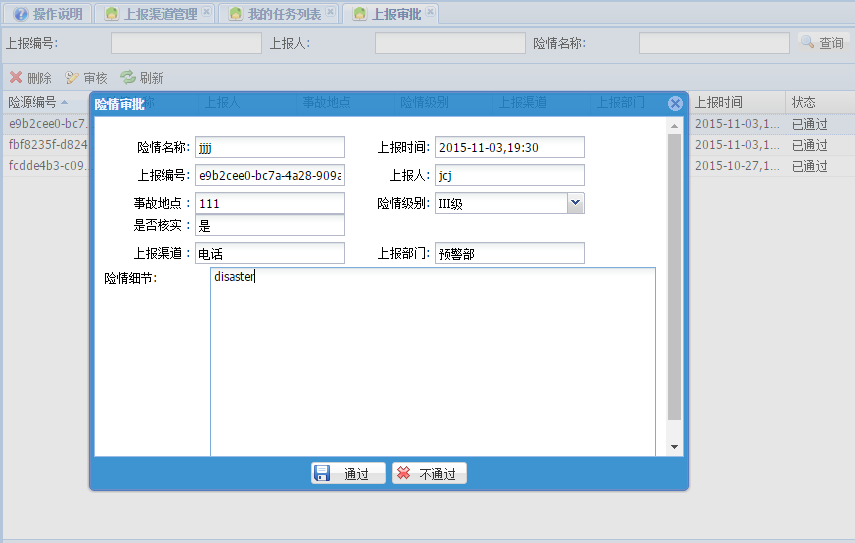 操作说明 上报渠道管理 我的任务列表 上报审批
上报编号: 上报人: 险情名称: 查询
删除 审核 刷新
险源编号 称 上报人 事故地点 险情级别 上报渠道 上报部门 上报时间 状态
险情审批
e9b2cee0-bc7. 2015-11-03,1... 已通过
fbf8235f-d824 2015-11-03,1... 已通过
fcdde4b3-c09. 2015-10-27,1... 已通过
险情名称: jjjj 上报时间: 2015-11-03,19:30
上报编号: e9b2cee0-bc7a-4a28-909a 上报人: jcj
事故地点: 111 险情级别: III级
是否核实: 是
上报渠道: 电话 上报部门: 预警部
险情细节: disaster
通过 不通过